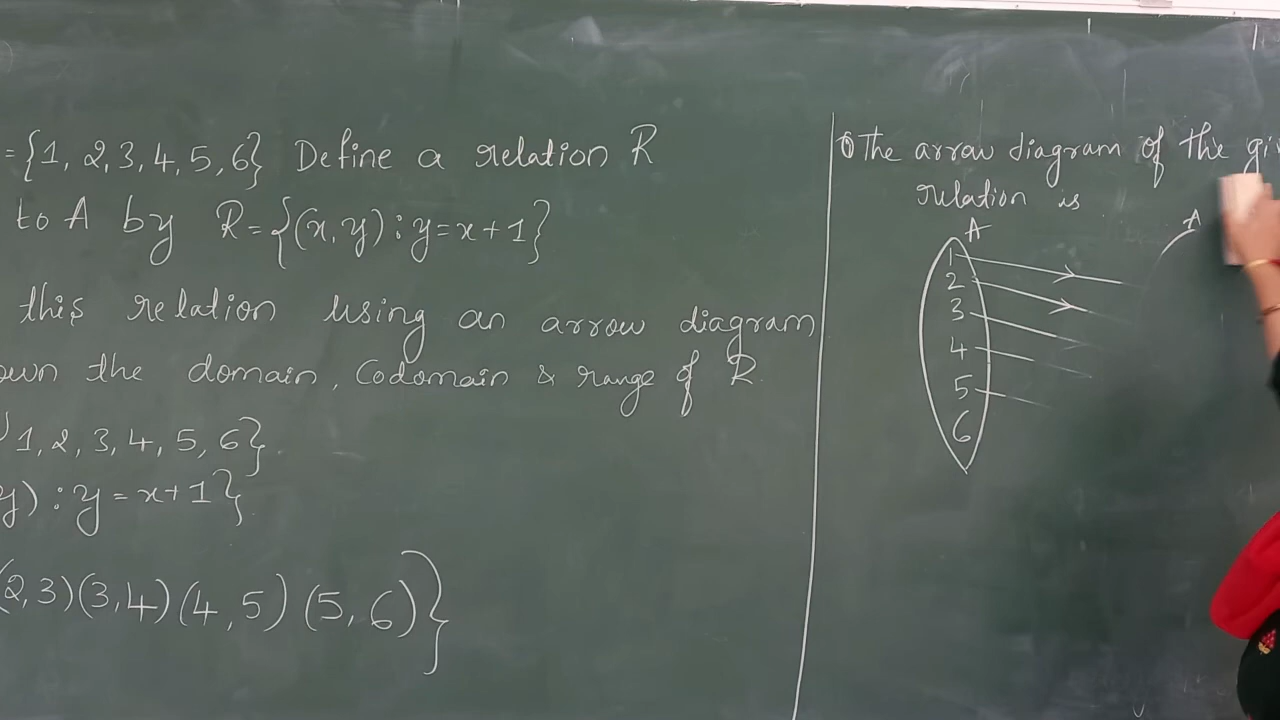 ={1, 2, 3, 4, 5, 6} Define a relation R
to A by R={(x, y) : y=x+1}
this relation using an arrow diagram
own the domain, Codomain & range of R.
1, 2, 3, 4, 5, 6}
y) : y = x+1}
(2, 3)(3, 4)(4, 5)(5, 6)}
The arrow diagram of the gi
relation is
A A
1
2
3
4
5
6